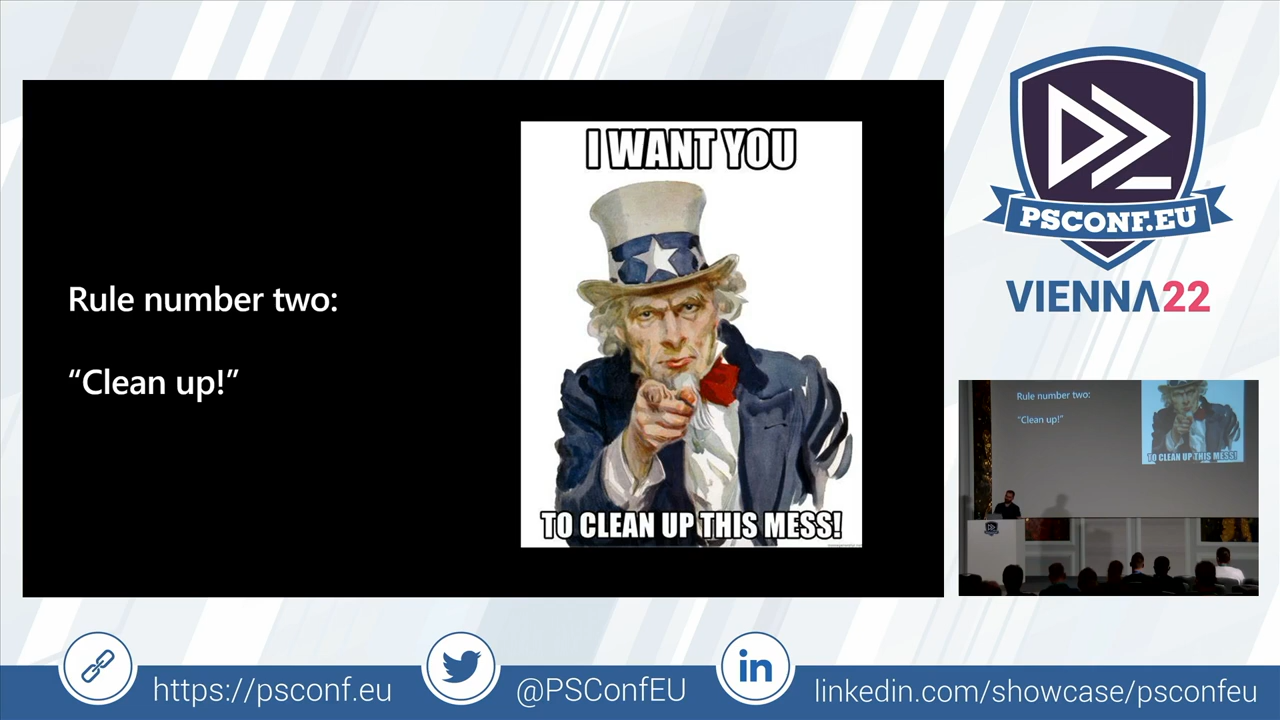 Rule number two:
“Clean up!”
I WANT YOU
TO CLEAN UP THIS MESS!
PSCONF.EU
VIENNA22
Rule number two:
“Clean up!”
TO CLEAN UP THIS MESS!
https://psconf.eu
@PSConfEU
in
linkedin.com/showcase/psconfeu